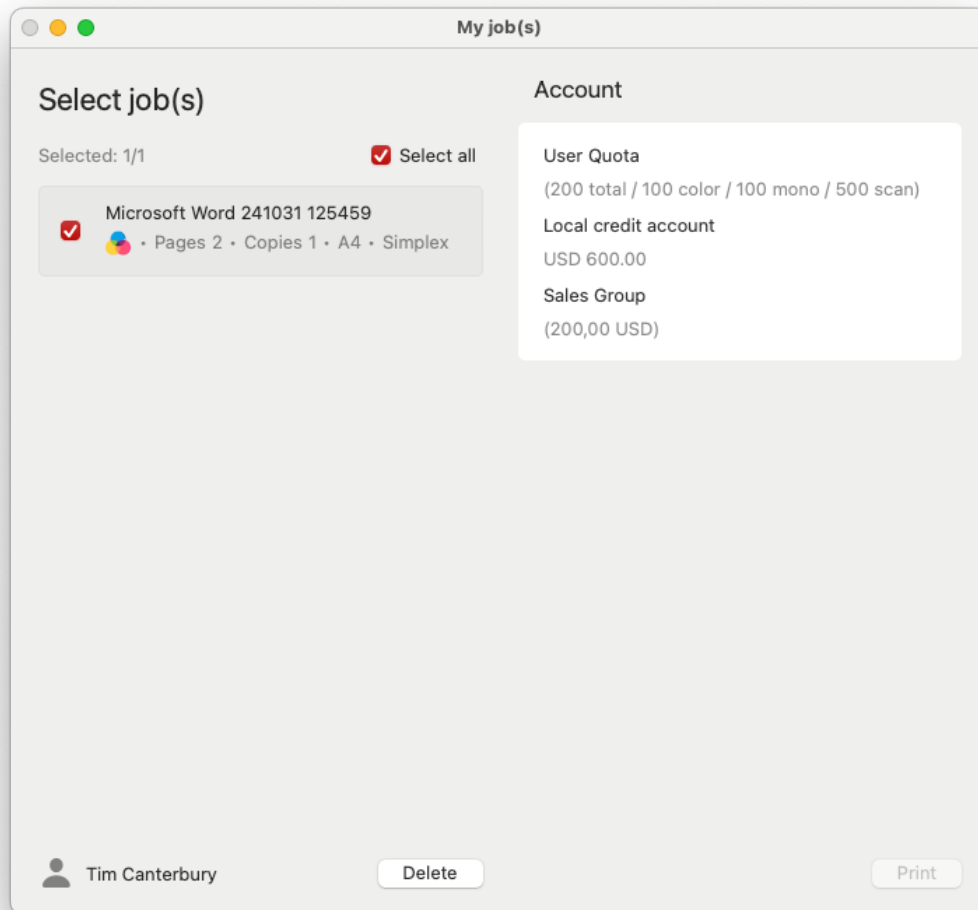 My job(s)
Select job(s)
Selected: 1/1
Select all
Microsoft Word 241031 125459
• Pages 2 • Copies 1 • A4 • Simplex
Account
User Quota
(200 total / 100 color / 100 mono / 500 scan)
Local credit account
USD 600.00
Sales Group
(200,00 USD)
Tim Canterbury
Delete
Print